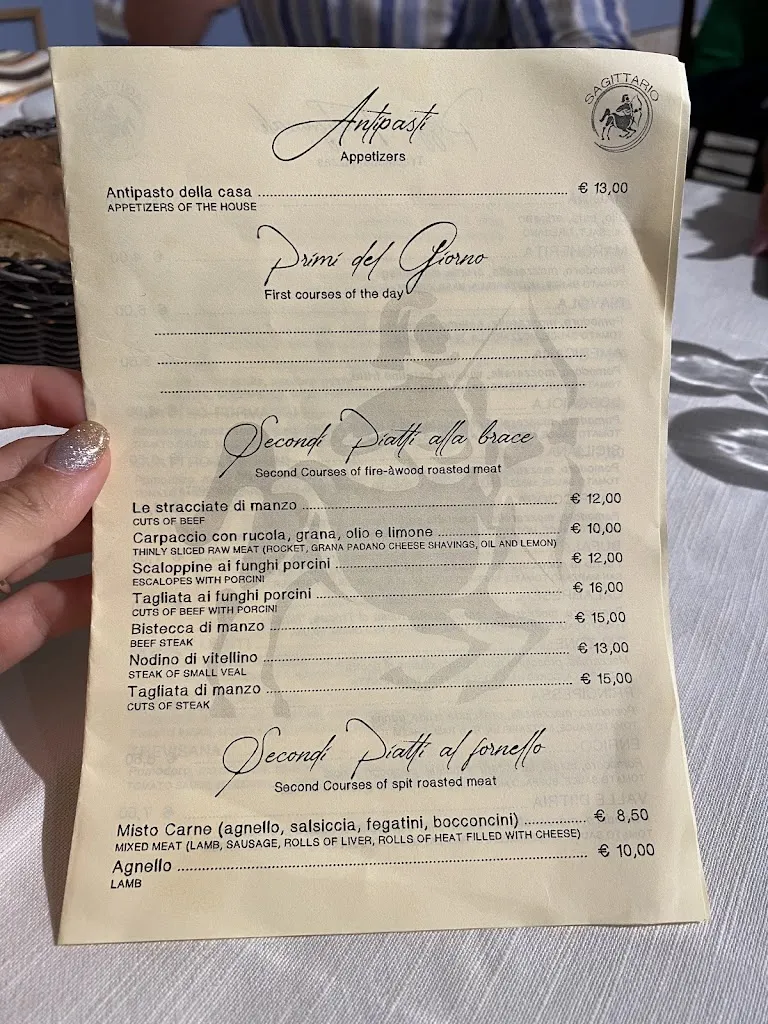 SAGITTARIO
Antipasti
Appetizers
Antipasto della casa ........ € 13,00
APPETIZERS OF THE HOUSE
Primi del Giorno
First courses of the day
Secondi Piatti alla brace
Second Courses of fire-àwood roasted meat
Le stracciate di manzo ........ € 12,00
CUTS OF BEEF
Carpaccio con rucola, grana, olio e limone ........ € 10,00
THINLY SLICED RAW MEAT (ROCKET, GRANA PADANO CHEESE SHAVINGS, OIL AND LEMON)
Scaloppine ai funghi porcini ........ € 12,00
ESCALOPES WITH PORCINI
Tagliata ai funghi porcini ........ € 16,00
CUTS OF BEEF WITH PORCINI
Bistecca di manzo ........ € 15,00
BEEF STEAK
Nodino di vitellino ........ € 13,00
STEAK OF SMALL VEAL
Tagliata di manzo ........ € 15,00
CUTS OF STEAK
Secondi Piatti al fornello
Second Courses of spit roasted meat
Misto Carne (agnello, salsiccia, fegatini, bocconcini) ........ € 8,50
MIXED MEAT (LAMB, SAUSAGE, ROLLS OF LIVER, ROLLS OF HEAT FILLED WITH CHEESE)
Agnello ........ € 10,00
LAMB